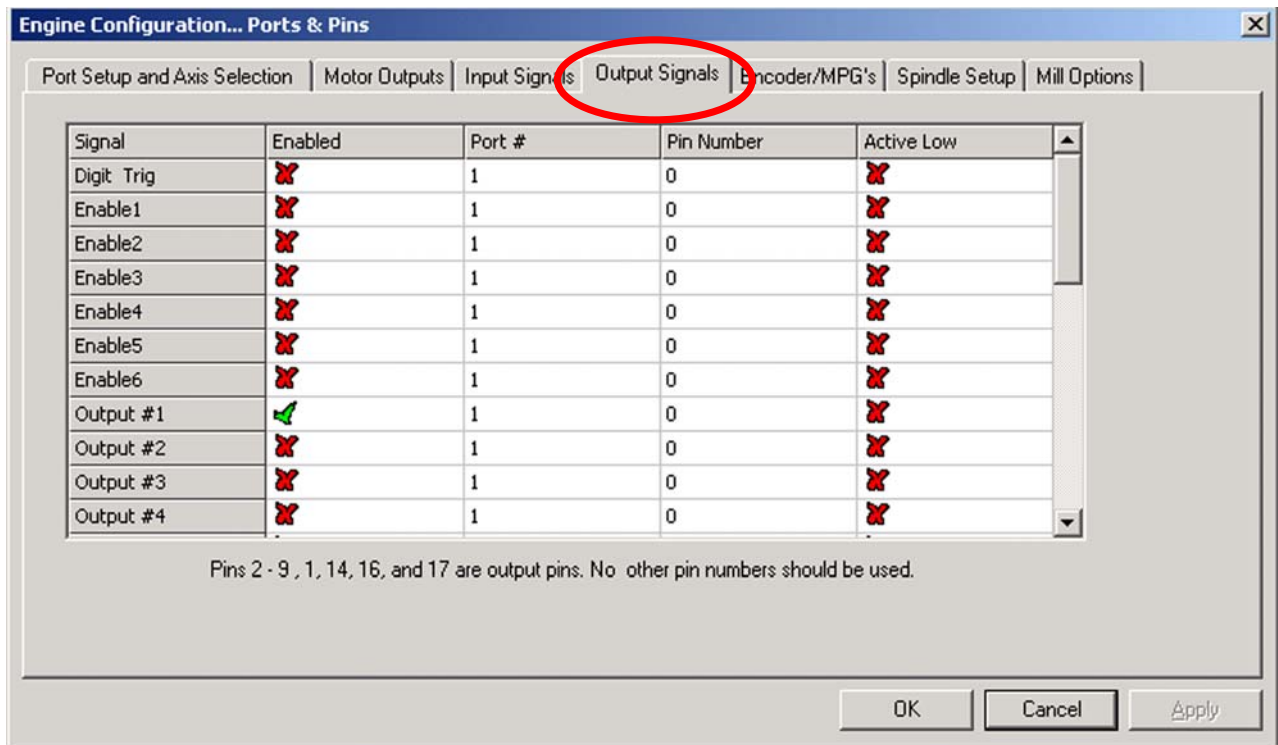 Engine Configuration... Ports & Pins
Port Setup and Axis Selection Motor Outputs Input Signals Output Signals Encoder/MPG's Spindle Setup Mill Options
Signal Enabled Port # Pin Number Active Low
Digit Trig 1 0
Enable1 1 0
Enable2 1 0
Enable3 1 0
Enable4 1 0
Enable5 1 0
Enable6 1 0
Output #1 1 0
Output #2 1 0
Output #3 1 0
Output #4 1 0
Pins 2 - 9 , 1, 14, 16, and 17 are output pins. No other pin numbers should be used.
OK Cancel Apply